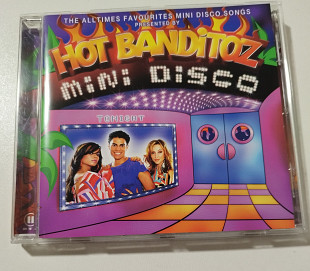 THE ALLTIMES FAVOURITES MINI DISCO SONGS
PRESENTED BY
HOT BANDITOZ
MINI DISCO
TONIGHT